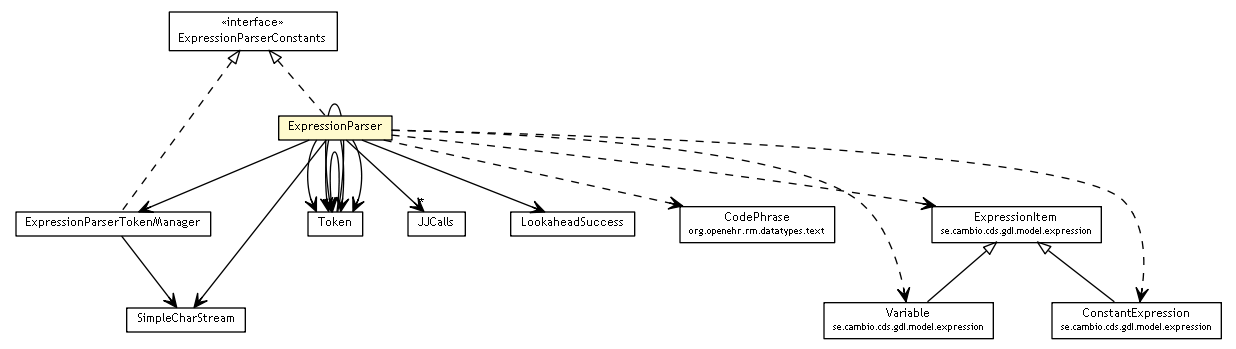 «interface»
ExpressionParserConstants
ExpressionParser
*
ExpressionParserTokenManager
Token
JJCalls
LookaheadSuccess
CodePhrase
org.openehr.rm.datatypes.text
ExpressionItem
se.cambio.cds.gdl.model.expression
SimpleCharStream
Variable
se.cambio.cds.gdl.model.expression
ConstantExpression
se.cambio.cds.gdl.model.expression